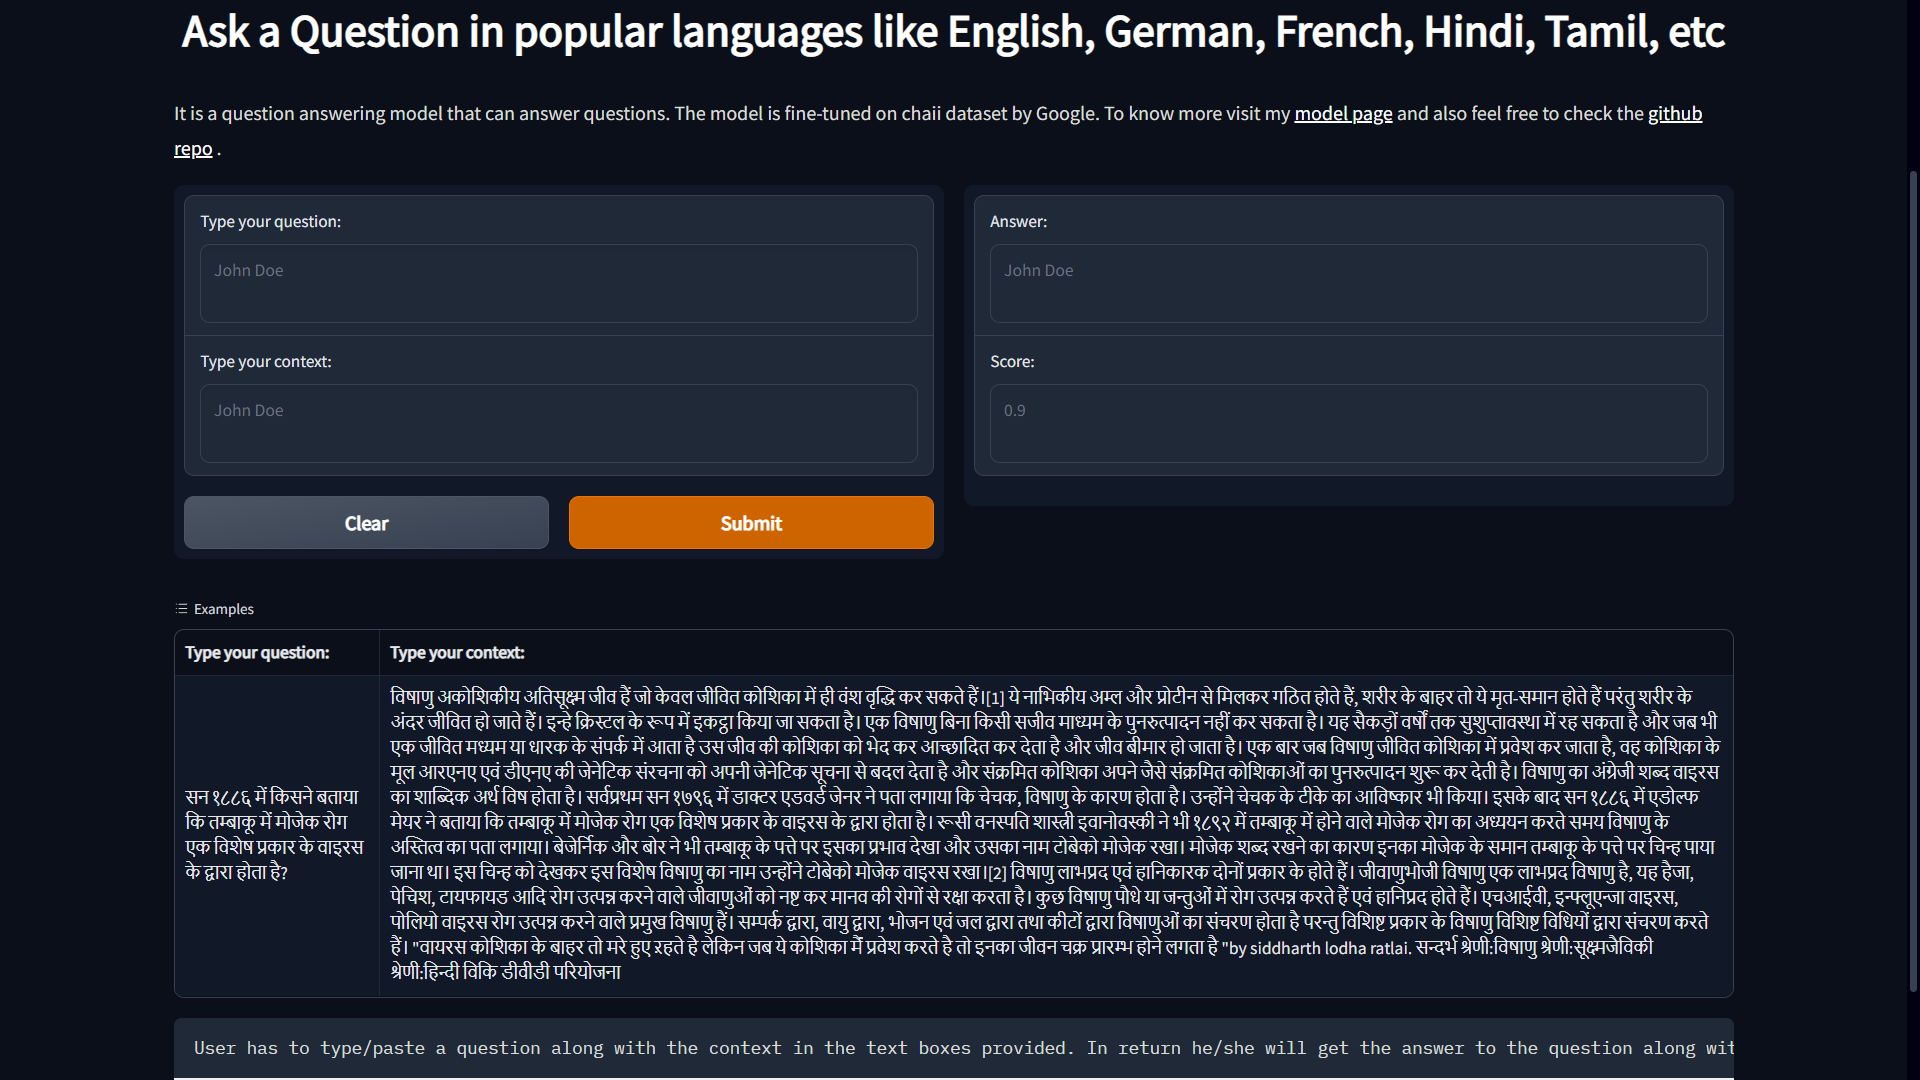 Ask a Question in popular languages like English, German, French, Hindi, Tamil, etc
It is a question answering model that can answer questions. The model is fine-tuned on chaii dataset by Google. To know more visit my model page and also feel free to check the github
repo .
Type your question:
John Doe
Type your context:
John Doe
Clear
Submit
Answer:
John Doe
Score:
0.9
Examples
Type your question:
Type your context:
सन १८८६ में किसने बताया
कि तम्बाकू में मोजेक रोग
एक विशेष प्रकार के वाइरस
के द्वारा होता है?
विषाणु अकोशिकीय अतिसूक्ष्म जीव हैं जो केवल जीवित कोशिका में ही वंश वृद्धि कर सकते हैं।[1] ये नाभिकीय अम्ल और प्रोटीन से मिलकर गठित होते हैं, शरीर के बाहर तो ये मृत-समान होते हैं परंतु शरीर के
अंदर जीवित हो जाते हैं। इन्हे क्रिस्टल के रूप में इकट्ठा किया जा सकता है। एक विषाणु बिना किसी सजीव माध्यम के पुनरुत्पादन नहीं कर सकता है। यह सैकड़ों वर्षों तक सुशुप्तावस्था में रह सकता है और जब भी
एक जीवित मध्यम या धारक के संपर्क में आता है उस जीव की कोशिका को भेद कर आच्छादित कर देता है और जीव बीमार हो जाता है। एक बार जब विषाणु जीवित कोशिका में प्रवेश कर जाता है, वह कोशिका के
मूल आरएनए एवं डीएनए की जेनेटिक संरचना को अपनी जेनेटिक सूचना से बदल देता है और संक्रमित कोशिका अपने जैसे संक्रमित कोशिकाओं का पुनरुत्पादन शुरू कर देती है। विषाणु का अंग्रेजी शब्द वाइरस
का शाब्दिक अर्थ विष होता है। सर्वप्रथम सन १७९६ में डाक्टर एडवर्ड जेनर ने पता लगाया कि चेचक, विषाणु के कारण होता है। उन्होंने चेचक के टीके का आविष्कार भी किया। इसके बाद सन १८८६ में एडोल्फ
मेयर ने बताया कि तम्बाकू में मोजेक रोग एक विशेष प्रकार के वाइरस के द्वारा होता है। रूसी वनस्पति शास्त्री इवानोवस्की ने भी १८९२ में तम्बाकू में होने वाले मोजेक रोग का अध्ययन करते समय विषाणु के
अस्तित्व का पता लगाया। बेजेर्निक और बोर ने भी तम्बाकू के पत्ते पर इसका प्रभाव देखा और उसका नाम टोबेको मोजेक रखा। मोजेक शब्द रखने का कारण इनका मोजेक के समान तम्बाकू के पत्ते पर चिन्ह पाया
जाना था। इस चिन्ह को देखकर इस विशेष विषाणु का नाम उन्होंने टोबेको मोजेक वाइरस रखा।[2] विषाणु लाभप्रद एवं हानिकारक दोनों प्रकार के होते हैं। जीवाणुभोजी विषाणु एक लाभप्रद विषाणु है, यह हैजा,
पेचिश, टायफायड आदि रोग उत्पन्न करने वाले जीवाणुओं को नष्ट कर मानव की रोगों से रक्षा करता है। कुछ विषाणु पौधे या जन्तुओं में रोग उत्पन्न करते हैं एवं हानिप्रद होते हैं। एचआईवी, इन्फ्लूएन्जा वाइरस,
पोलियो वाइरस रोग उत्पन्न करने वाले प्रमुख विषाणु हैं। सम्पर्क द्वारा, वायु द्वारा, भोजन एवं जल द्वारा तथा कीटों द्वारा विषाणुओं का संचरण होता है परन्तु विशिष्ट प्रकार के विषाणु विशिष्ट विधियों द्वारा संचरण करते
हैं। "वायरस कोशिका के बाहर तो मरे हुए ऱहते है लेकिन जब ये कोशिका मैं प्रवेश करते है तो इनका जीवन चक्र प्रारम्भ होने लगता है "by siddharth lodha ratlai. सन्दर्भ श्रेणी:विषाणु श्रेणी:सूक्ष्मजैविकी
श्रेणी:हिन्दी विकि डीवीडी परियोजना
User has to type/paste a question along with the context in the text boxes provided. In return he/she will get the answer to the question along wit